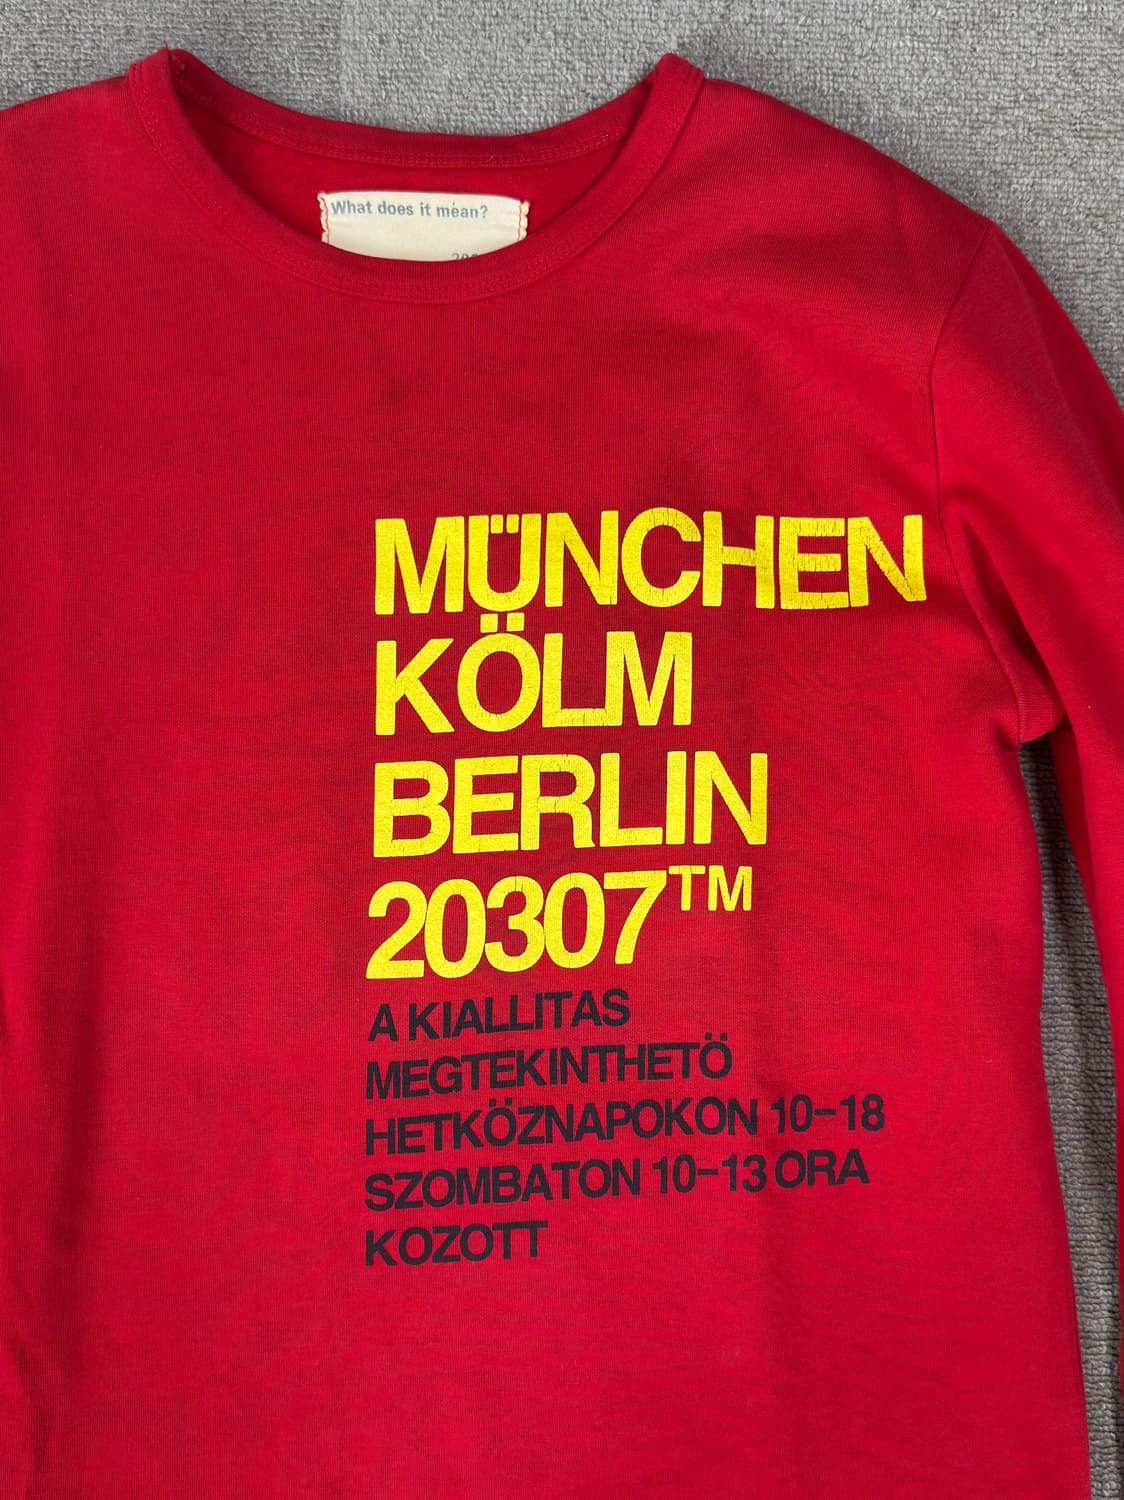 What does it mean?
MÜNCHEN
KÖLM
BERLIN
20307™
A KIALLITAS
MEGTEKINTHETÖ
HETKÖZNAPOKON 10–18
SZOMBATON 10–13 ORA
KOZOTT